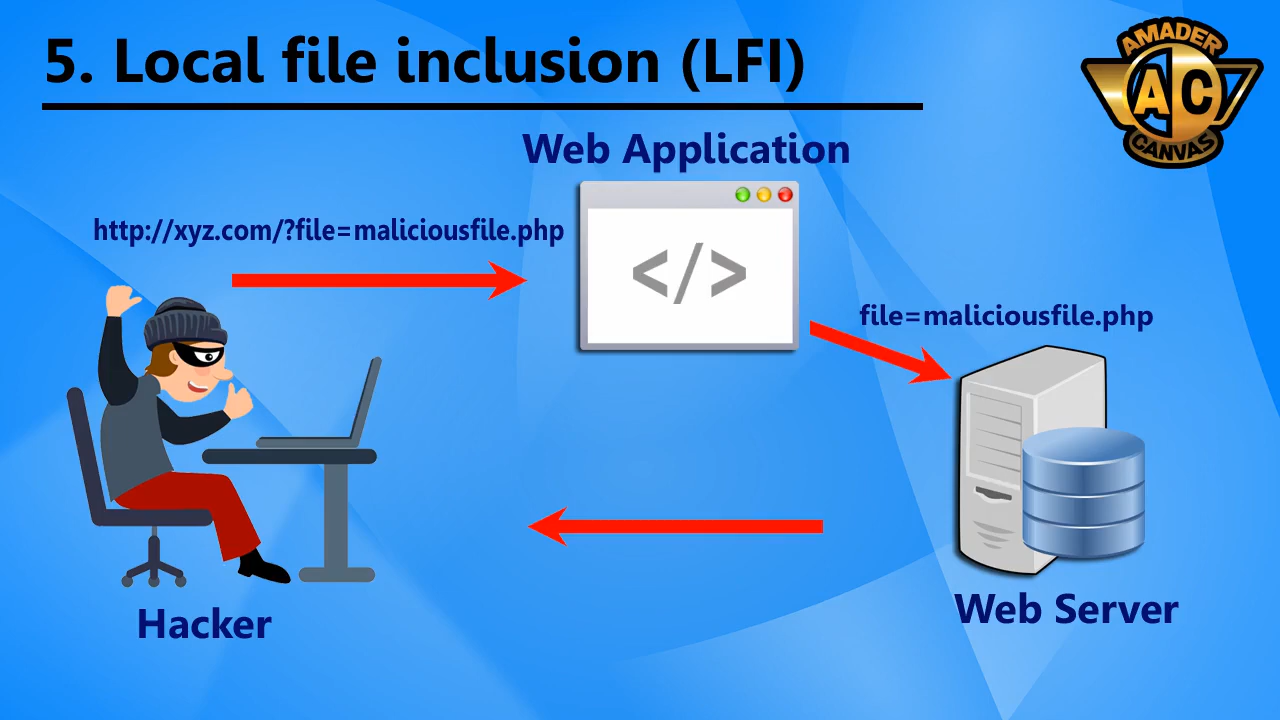 5. Local file inclusion (LFI)
AMADER
AC
CANVAS
Web Application
http://xyz.com/?file=maliciousfile.php
</>
file=maliciousfile.php
Hacker
Web Server